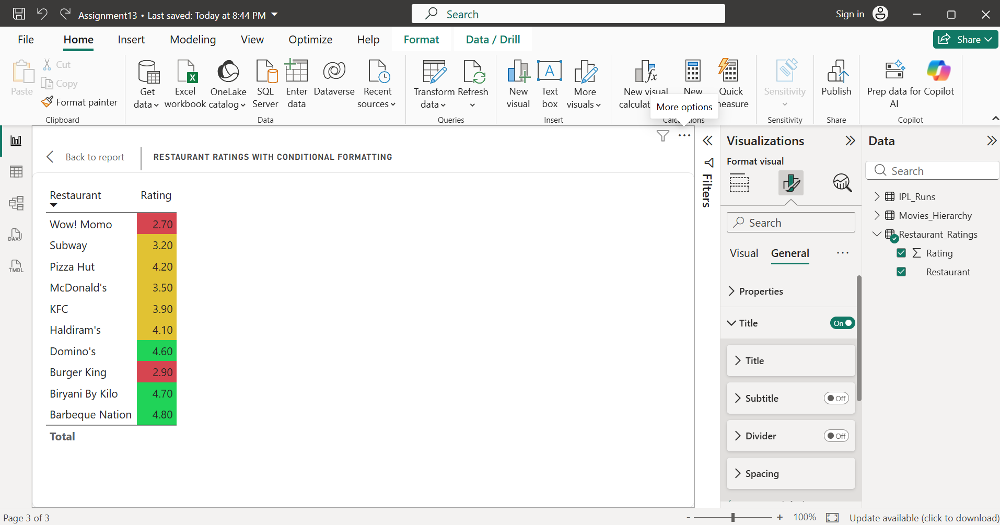 Assignment13 • Last saved: Today at 8:44 PM
Search
Sign in
File Home Insert Modeling View Optimize Help Format Data / Drill
Share
Paste
Cut
Copy
Format painter
Clipboard
Get data
Excel workbook
OneLake catalog
SQL Server
Enter data
Dataverse
Recent sources
Data
Transform data
Refresh
Queries
New visual
Text box
More visuals
Insert
New visual
New
Quick
More options
Sensitivity
Sensitivity
Publish
Share
Prep data for AI
Copilot
Copilot
DAX
TMDL
Back to report
RESTAURANT RATINGS WITH CONDITIONAL FORMATTING
Restaurant Rating
Wow! Momo 2.70
Subway 3.20
Pizza Hut 4.20
McDonald's 3.50
KFC 3.90
Haldiram's 4.10
Domino's 4.60
Burger King 2.90
Biryani By Kilo 4.70
Barbeque Nation 4.80
Total
Filters
Visualizations
Format visual
Search
Visual General
Properties
Title On
Title
Subtitle Off
Divider Off
Spacing
Data
Search
IPL_Runs
Movies_Hierarchy
Restaurant_Ratings
Rating
Restaurant
Page 3 of 3
- + 100%
Update available (click to download)